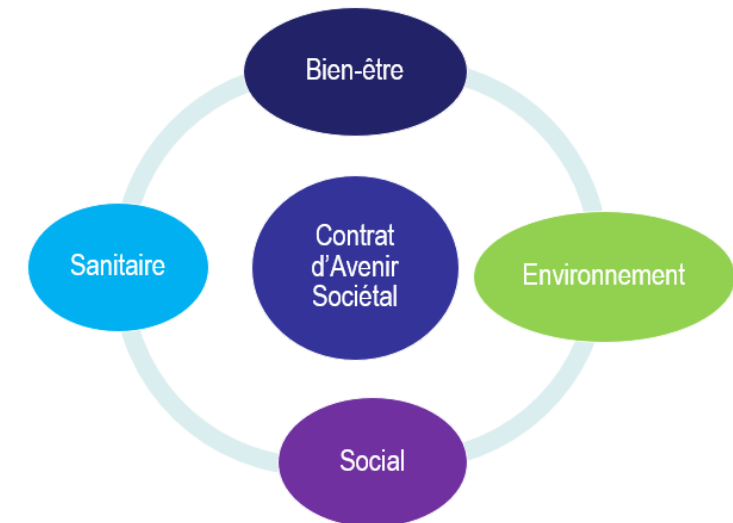 Bien-être
Sanitaire
Contrat
d’Avenir
Sociétal
Environnement
Social